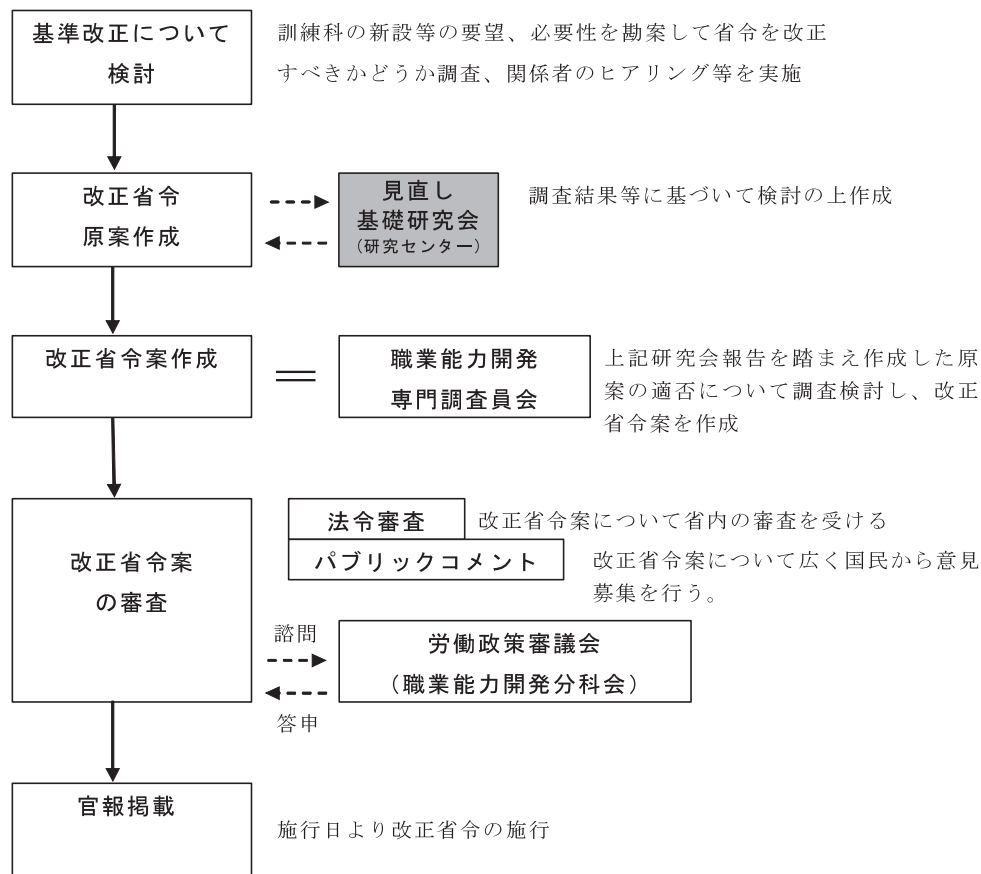 基準改正について
検討
訓練科の新設等の要望、必要性を勘案して省令を改正
すべきかどうか調査、関係者のヒアリング等を実施
改正省令
原案作成
見直し
基礎研究会
（研究センター）
調査結果等に基づいて検討の上作成
改正省令案作成
職業能力開発
専門調査員会
上記研究会報告を踏まえ作成した原
案の適否について調査検討し、改正
省令案を作成
改正省令案
の審査
法令審査
改正省令案について省内の審査を受ける
パブリックコメント
改正省令案について広く国民から意見
募集を行う。
諮問
労働政策審議会
（職業能力開発分科会）
答申
官報掲載
施行日より改正省令の施行